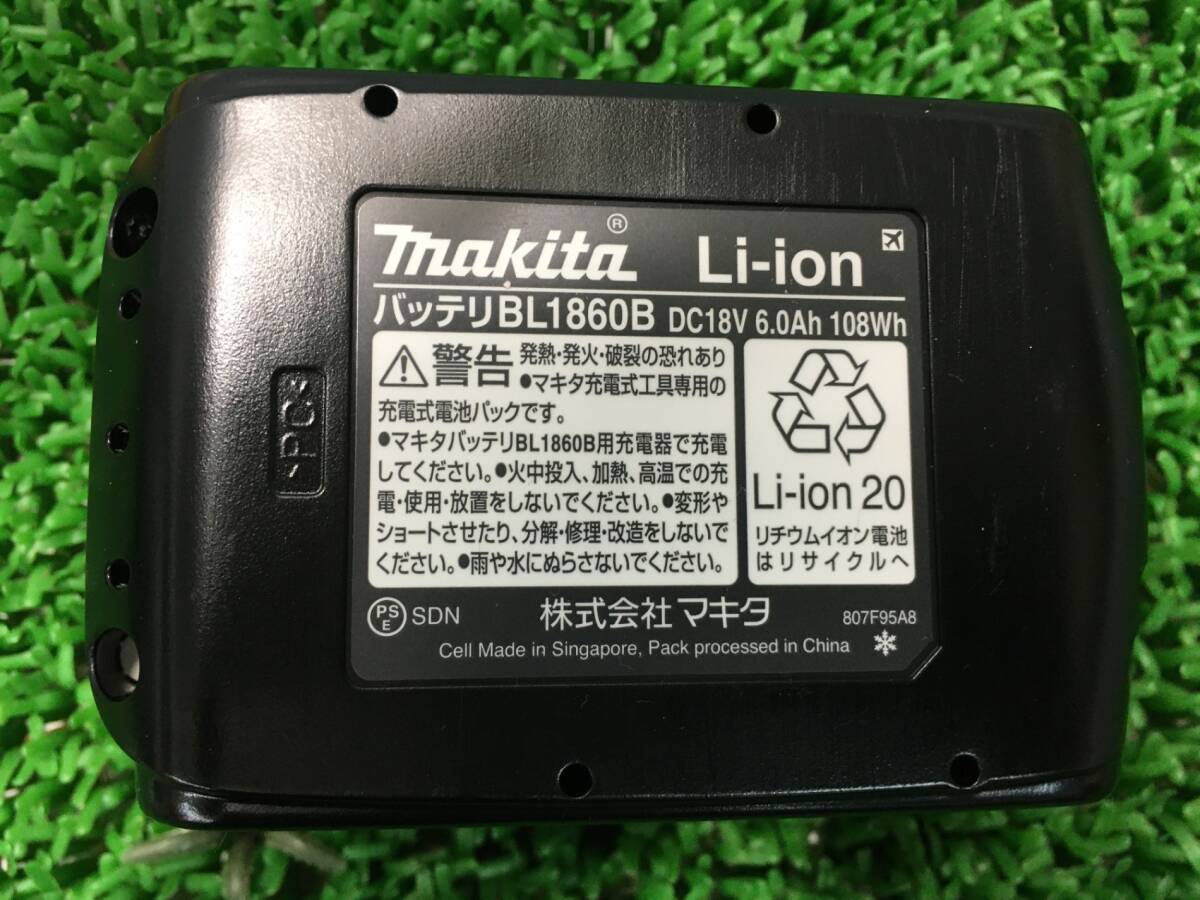 makita® Li-ion
バッテリBL1860B DC18V 6.0Ah 108Wh
警告 発熱・発火・破裂の恐れあり
●マキタ充電式工具専用の
充電式電池パックです。
●マキタバッテリBL1860B用充電器で充電
してください。●火中投入、加熱、高温での充
電・使用・放置をしないでください。●変形や
ショートさせたり、分解・修理・改造をしないで
ください。●雨や水にぬらさないでください。
Li-ion 20
リチウムイオン電池
はリサイクルへ
PSE SDN 株式会社マキタ 807F95A8
Cell Made in Singapore, Pack processed in China
>PC<